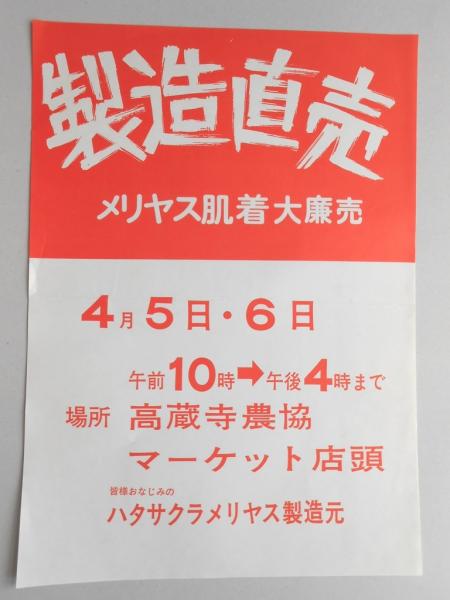 製造直売
メリヤス肌着大廉売
4月5日・6日
午前10時➡午後4時まで
場所 高蔵寺農協
マーケット店頭
皆様おなじみの
ハタサクラメリヤス製造元